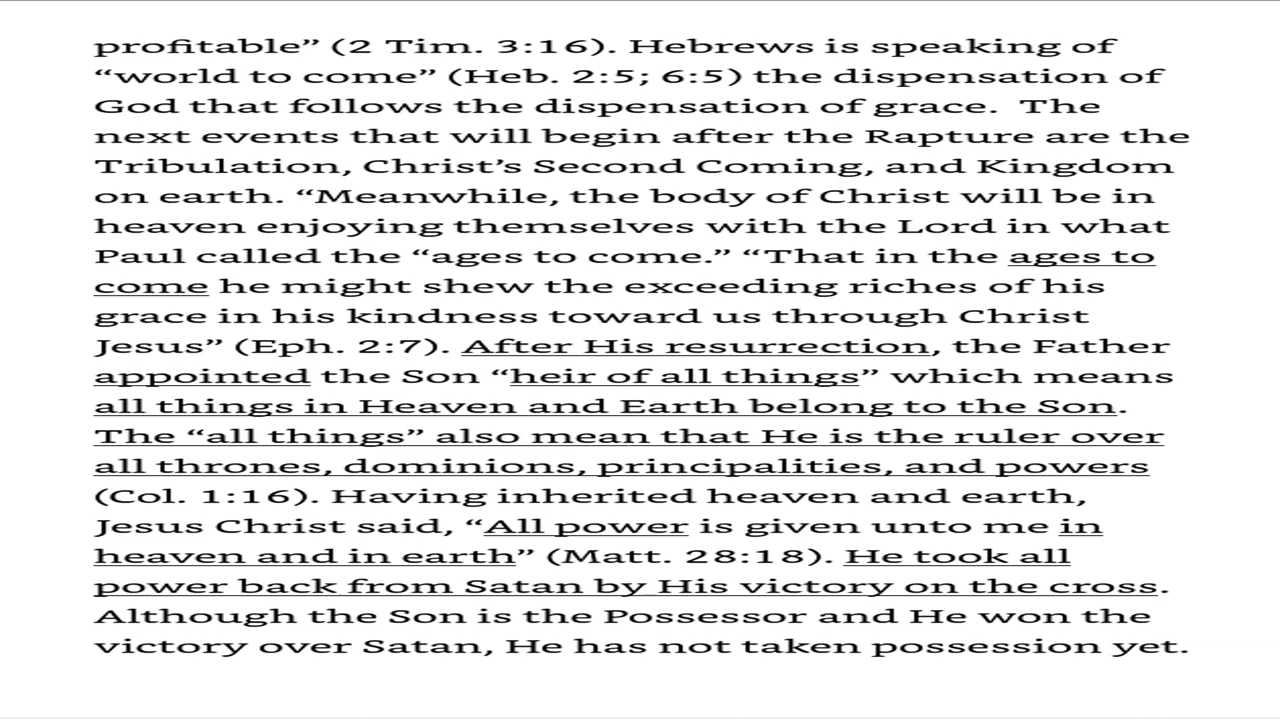 profitable” (2 Tim. 3:16). Hebrews is speaking of
“world to come” (Heb. 2:5; 6:5) the dispensation of
God that follows the dispensation of grace.  The
next events that will begin after the Rapture are the
Tribulation, Christ’s Second Coming, and Kingdom
on earth. “Meanwhile, the body of Christ will be in
heaven enjoying themselves with the Lord in what
Paul called the “ages to come.” “That in the ages to
come he might shew the exceeding riches of his
grace in his kindness toward us through Christ
Jesus” (Eph. 2:7). After His resurrection, the Father
appointed the Son “heir of all things” which means
all things in Heaven and Earth belong to the Son.
The “all things” also mean that He is the ruler over
all thrones, dominions, principalities, and powers
(Col. 1:16). Having inherited heaven and earth,
Jesus Christ said, “All power is given unto me in
heaven and in earth” (Matt. 28:18). He took all
power back from Satan by His victory on the cross.
Although the Son is the Possessor and He won the
victory over Satan, He has not taken possession yet.